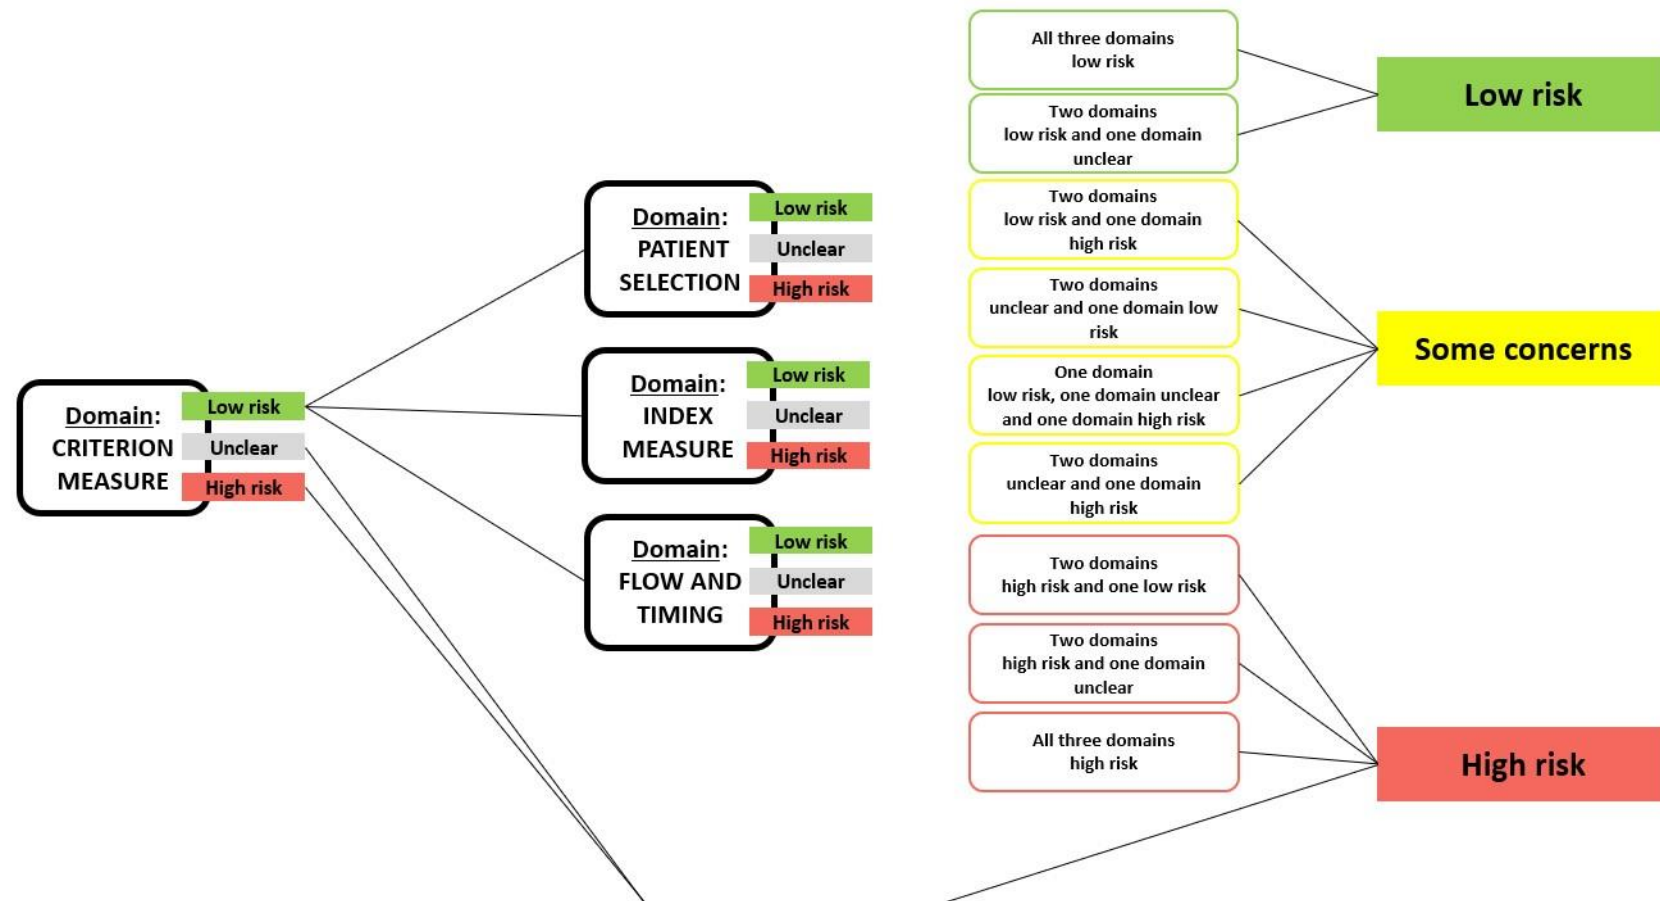 Domain:
CRITERION
MEASURE
Low risk
Unclear
High risk
Domain:
PATIENT
SELECTION
Low risk
Unclear
High risk
Domain:
INDEX
MEASURE
Low risk
Unclear
High risk
Domain:
FLOW AND
TIMING
Low risk
Unclear
High risk
All three domains
low risk
Two domains
low risk and one domain
unclear
Two domains
low risk and one domain
high risk
Two domains
unclear and one domain low
risk
One domain
low risk, one domain unclear
and one domain high risk
Two domains
unclear and one domain
high risk
Two domains
high risk and one low risk
Two domains
high risk and one domain
unclear
All three domains
high risk
Low risk
Some concerns
High risk